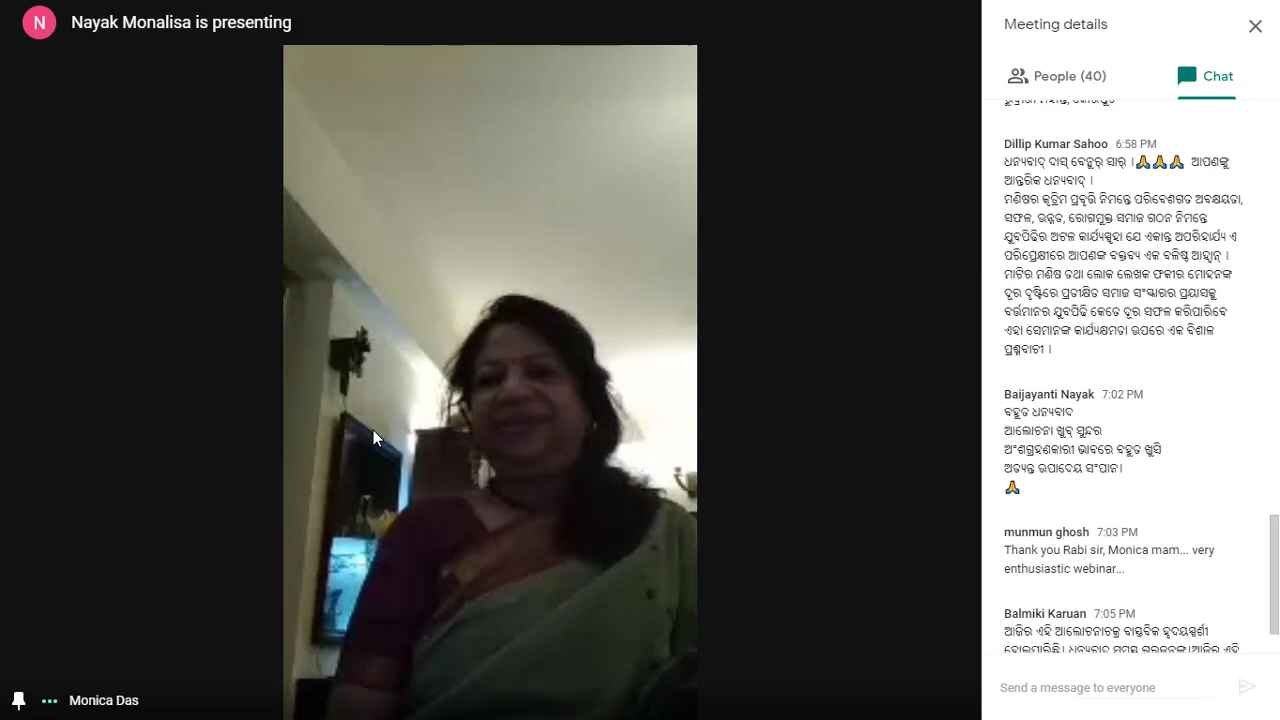 N
Nayak Monalisa is presenting
Meeting details
People (40)
Chat
Dillip Kumar Sahoo 6:58 PM
ଧନ୍ୟବାଦ୍ ଦାସ୍ ବେନୁର୍ ସାର୍ । 🙏🙏🙏 ଆପଣଙ୍କୁ
ଆନ୍ତରିକ ଧନ୍ୟବାଦ୍ ।
ମଣିଷର କୃତ୍ରିମ ପ୍ରବୃତ୍ତି ନିମନ୍ତେ ପରିବେଶଗତ ଅବକ୍ଷୟତା,
ସଫଳ, ଉନ୍ନତ, ରୋଗମୁକ୍ତ ସମାଜ ଗଠନ ନିମନ୍ତେ
ଯୁବପିଢିର ଅଟଳ କାର୍ଯ୍ୟସ୍ପୃହା ଯେ ଏକାନ୍ତ ଅପରିହାର୍ଯ୍ୟ ଏ
ପରିପ୍ରେକ୍ଷୀରେ ଆପଣଙ୍କ ବକ୍ତବ୍ୟ ଏକ ବଳିଷ୍ଠ ଆହ୍ବାନ୍ ।
ମାଟିର ମଣିଷ ତଥା ଲୋକ ଲେଖକ ଫକୀର ମୋହନଙ୍କ
ଦୂର ଦୃଷ୍ଟିରେ ପ୍ରତୀକ୍ଷିତ ସମାଜ ସଂସ୍କାରର ପ୍ରୟାସକୁ
ବର୍ତ୍ତମାନର ଯୁବପିଢି କେତେ ଦୂର ସଫଳ କରିପାରିବେ
ଏହା ସେମାନଙ୍କ କାର୍ଯ୍ୟକ୍ଷମତା ଉପରେ ଏକ ବିଶାଳ
ପ୍ରଶ୍ନବାଚୀ ।
Baijayanti Nayak 7:02 PM
ବହୁତ ଧନ୍ୟବାଦ
ଆଲୋଚନା ଖୁବ୍ ସୁନ୍ଦର
ଅଂଶଗ୍ରହଣକାରୀ ଭାବରେ ବହୁତ ଖୁସି
ଅତ୍ୟନ୍ତ ଉପାଦେୟ ସଂପାନ।
🙏
munmun ghosh 7:03 PM
Thank you Rabi sir, Monica mam... very
enthusiastic webinar...
Balmiki Karuan 7:05 PM
ଆଜିର ଏହି ଆଲୋଚନାଚକ୍ର ବାସ୍ତବିକ ହୃଦୟସ୍ପର୍ଶୀ
Send a message to everyone
Monica Das